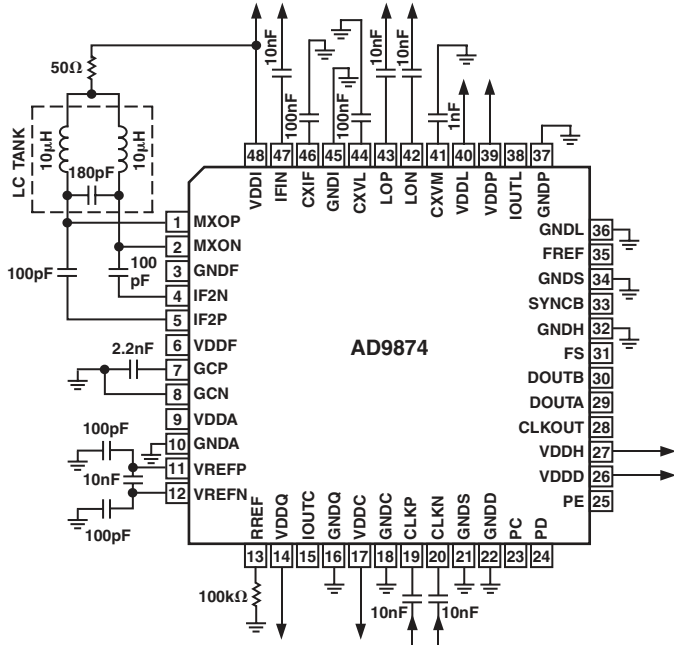 50Ω
LC TANK
10μH
10μH
180pF
100pF
100
pF
2.2nF
100pF
10nF
100pF
10nF
100nF
100nF
10nF
10nF
1nF
48
47
46
45
44
43
42
41
40
39
38
37
VDDI
IFIN
CXIF
GNDI
CXVL
LOP
LON
CXVM
VDDL
VDDP
IOUTL
GNDP
1 MXOP
2 MXON
3 GNDF
4 IF2N
5 IF2P
6 VDDF
7 GCP
8 GCN
9 VDDA
10 GNDA
11 VREFP
12 VREFN
AD9874
GNDL 36
FREF 35
GNDS 34
SYNCB 33
GNDH 32
FS 31
DOUTB 30
DOUTA 29
CLKOUT 28
VDDH 27
VDDD 26
PE 25
RREF
VDDQ
IOUTC
GNDQ
VDDC
GNDC
CLKP
CLKN
GNDS
GNDD
PC
PD
13
14
15
16
17
18
19
20
21
22
23
24
100kΩ
10nF
10nF